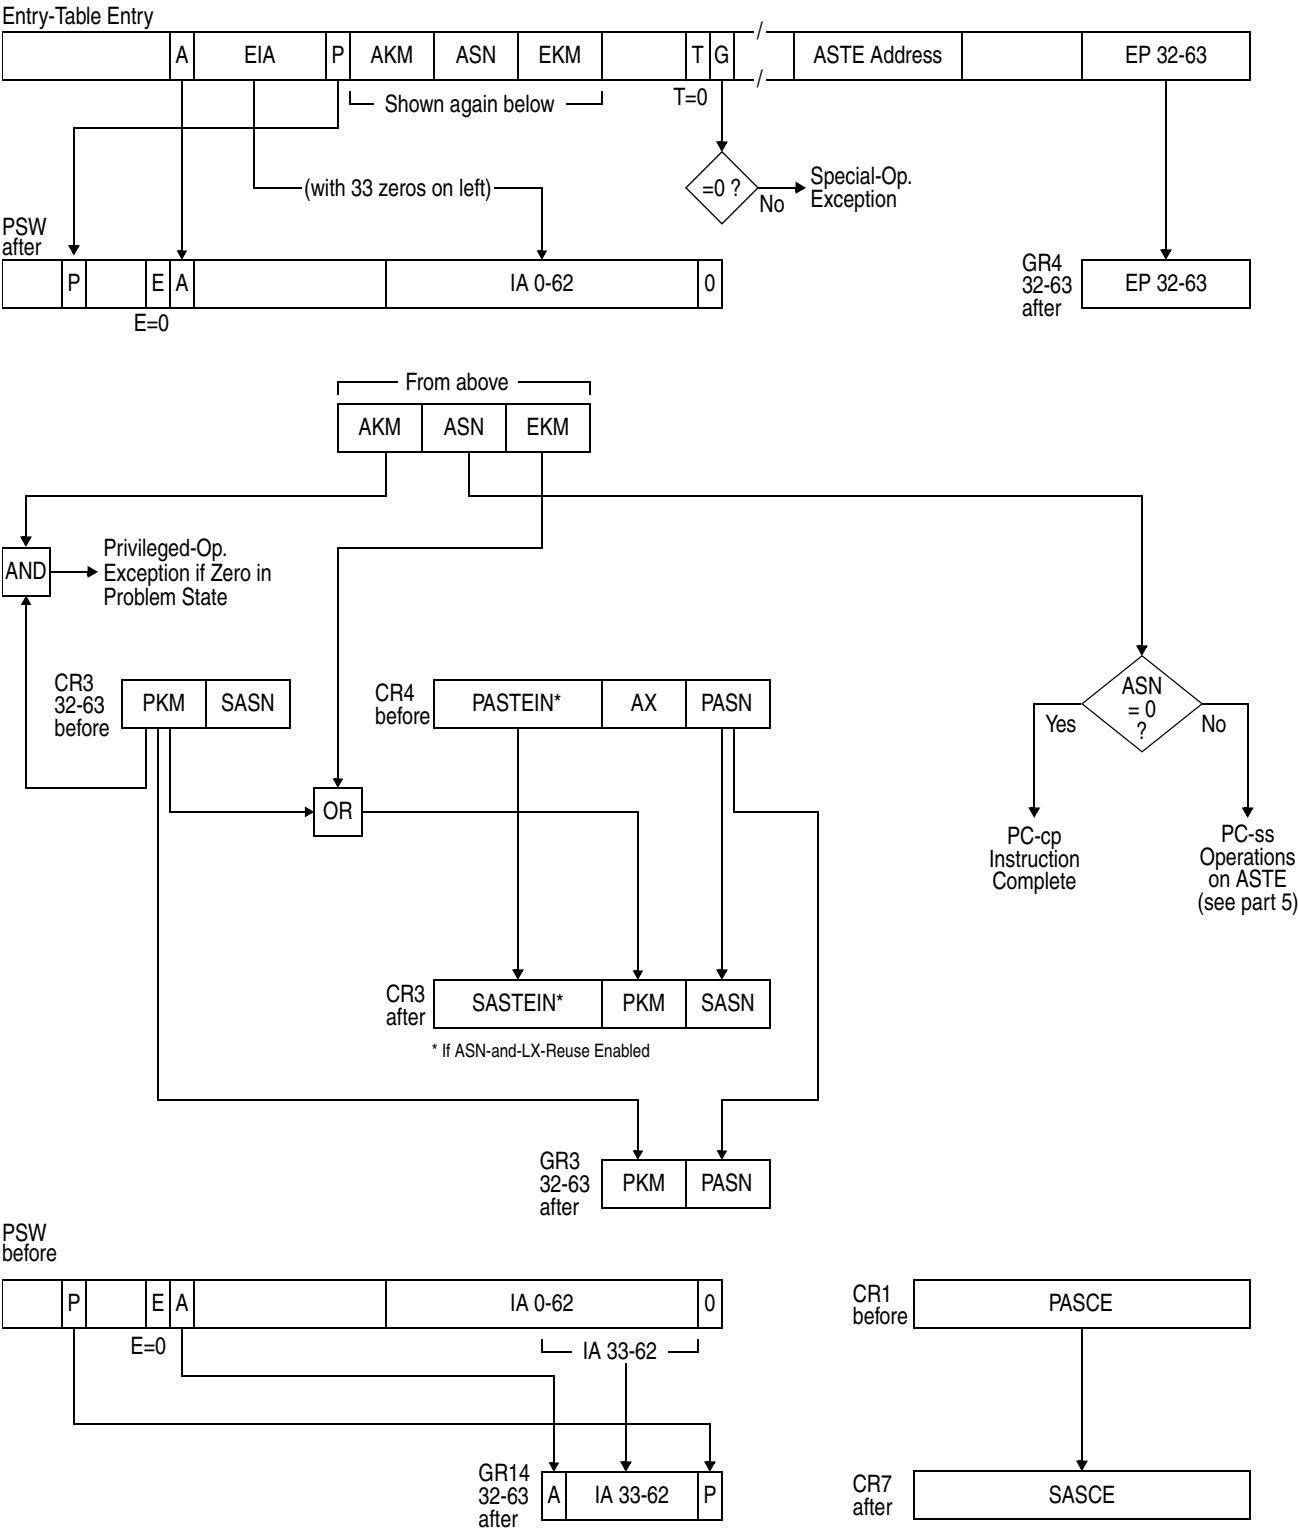 Entry-Table Entry
A EIA P AKM ASN EKM T G / / ASTE Address EP 32-63
Shown again below
T=0
(with 33 zeros on left)
=0 ?
No
Special-Op.
Exception
PSW
after
P E A IA 0-62 0
E=0
GR4
32-63
after
EP 32-63
From above
AKM ASN EKM
AND
Privileged-Op.
Exception if Zero in
Problem State
CR3
32-63
before
PKM SASN
CR4
before
PASTEIN* AX PASN
ASN
= 0
?
Yes
No
OR
PC-cp
Instruction
Complete
PC-ss
Operations
on ASTE
(see part 5)
CR3
after
SASTEIN* PKM SASN
* If ASN-and-LX-Reuse Enabled
GR3
32-63
after
PKM PASN
PSW
before
P E A IA 0-62 0
E=0
IA 33-62
CR1
before
PASCE
GR14
32-63
after
A IA 33-62 P
CR7
after
SASCE